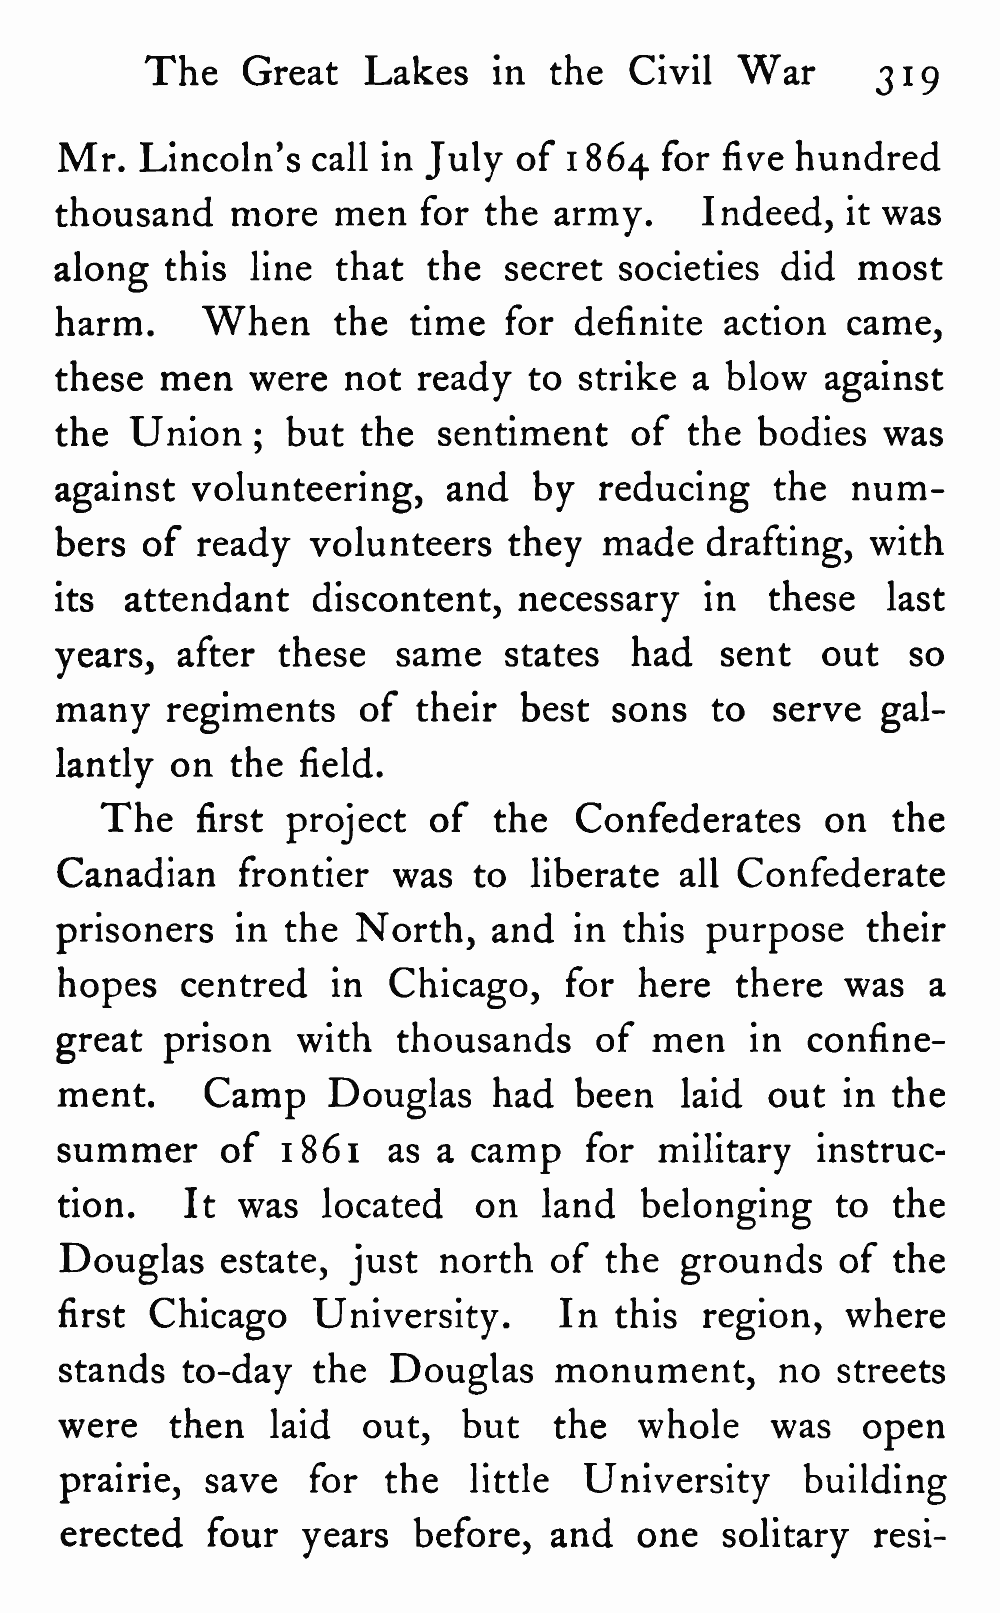 The Great Lakes in the Civil War 319
Mr. Lincoln's call in July of 1864 for five hundred
thousand more men for the army. Indeed, it was
along this line that the secret societies did most
harm. When the time for definite action came,
these men were not ready to strike a blow against
the Union ; but the sentiment of the bodies was
against volunteering, and by reducing the num-
bers of ready volunteers they made drafting, with
its attendant discontent, necessary in these last
years, after these same states had sent out so
many regiments of their best sons to serve gal-
lantly on the field.
The first project of the Confederates on the
Canadian frontier was to liberate all Confederate
prisoners in the North, and in this purpose their
hopes centred in Chicago, for here there was a
great prison with thousands of men in confine-
ment. Camp Douglas had been laid out in the
summer of 1861 as a camp for military instruc-
tion. It was located on land belonging to the
Douglas estate, just north of the grounds of the
first Chicago University. In this region, where
stands to-day the Douglas monument, no streets
were then laid out, but the whole was open
prairie, save for the little University building
erected four years before, and one solitary resi-